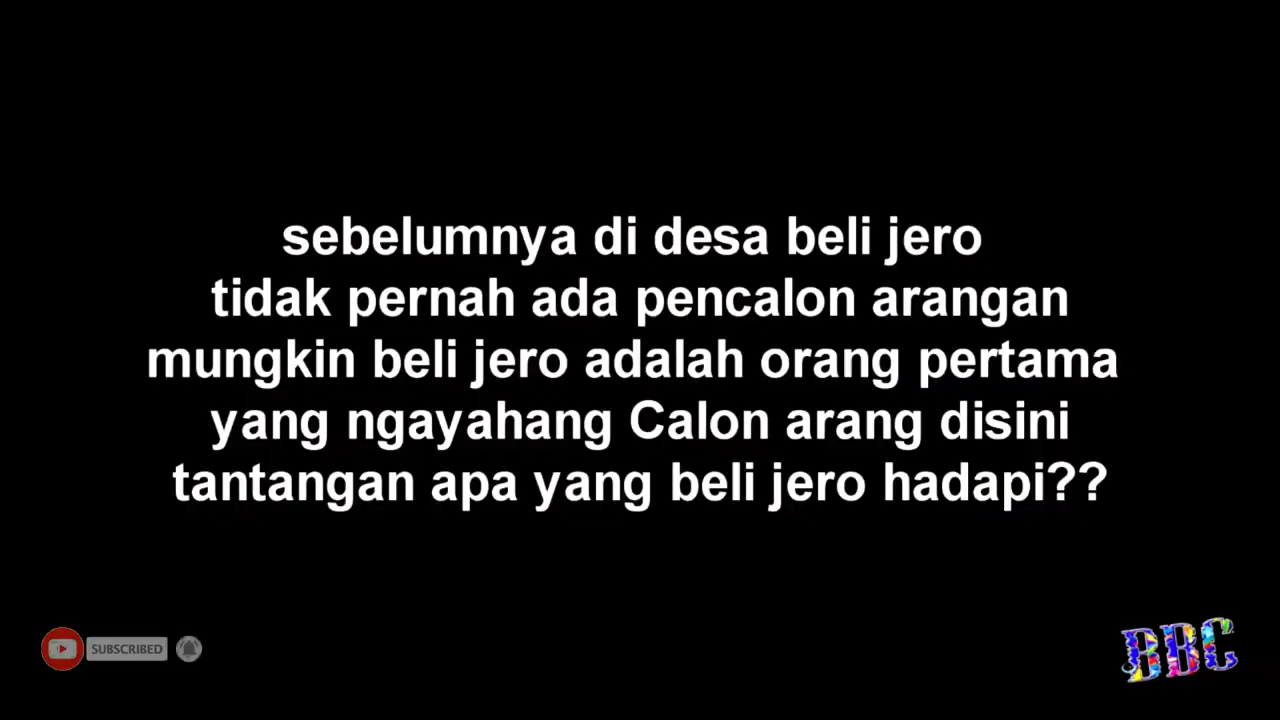 sebelumnya di desa beli jero
tidak pernah ada pencalon arangan
mungkin beli jero adalah orang pertama
yang ngayahang Calon arang disini
tantangan apa yang beli jero hadapi??
SUBSCRIBED
BBC